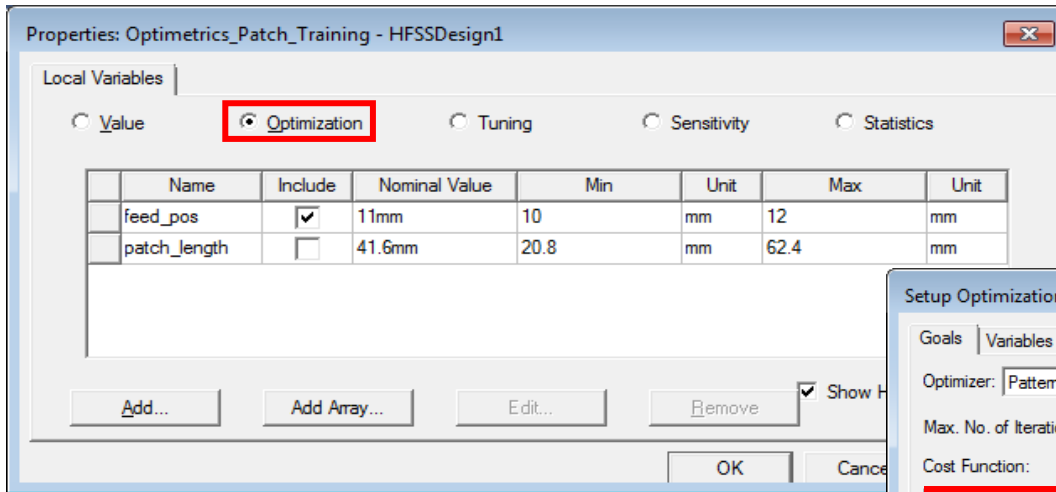 Properties: Optimetrics_Patch_Training - HFSSDesign1
Local Variables
Value Optimization Tuning Sensitivity Statistics
Name Include Nominal Value Min Unit Max Unit
feed_pos 11mm 10 mm 12 mm
patch_length 41.6mm 20.8 mm 62.4 mm
Setup Optimization
Goals Variables
Optimizer: Pattern
Add... Add Array... Edit... Remove Show H
Max. No. of Iterati
OK Cance
Cost Function: